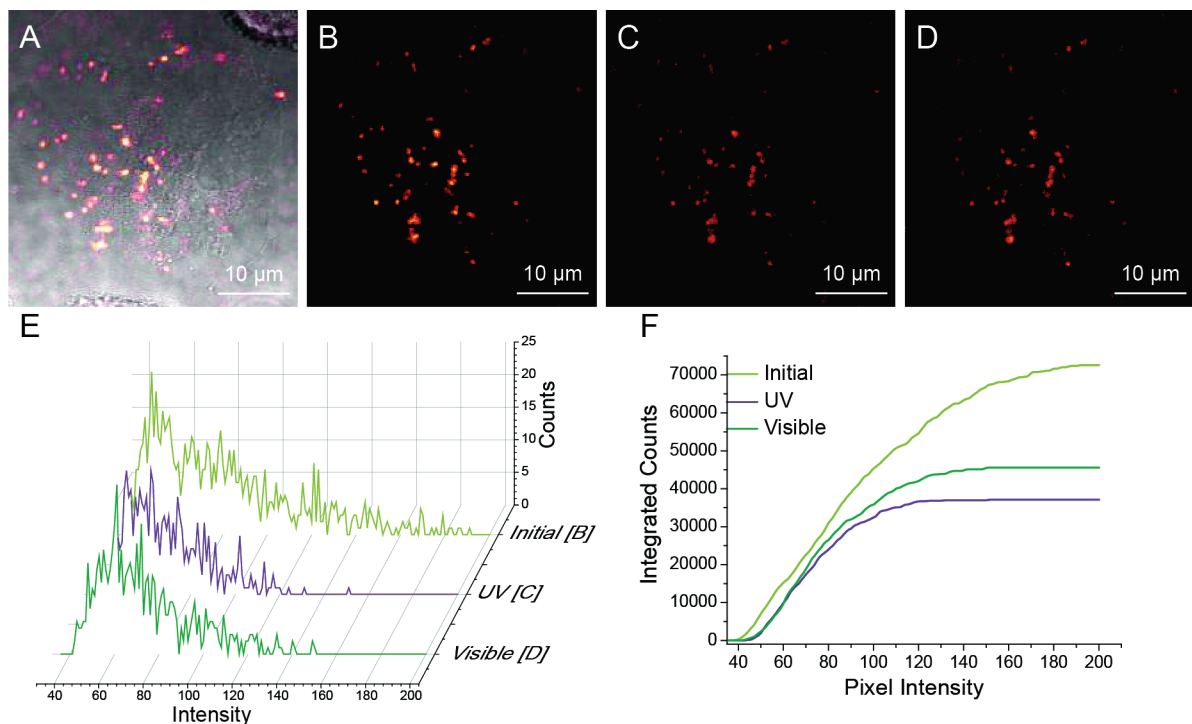 A
B
C
D
10 µm
10 µm
10 µm
10 µm
E
25
20
15
10
5
0
Counts
Initial [B]
UV [C]
Visible [D]
40 60 80 100 120 140 160 180 200
Intensity
F
Initial
UV
Visible
70000
60000
50000
40000
30000
20000
10000
0
Integrated Counts
40 60 80 100 120 140 160 180 200
Pixel Intensity